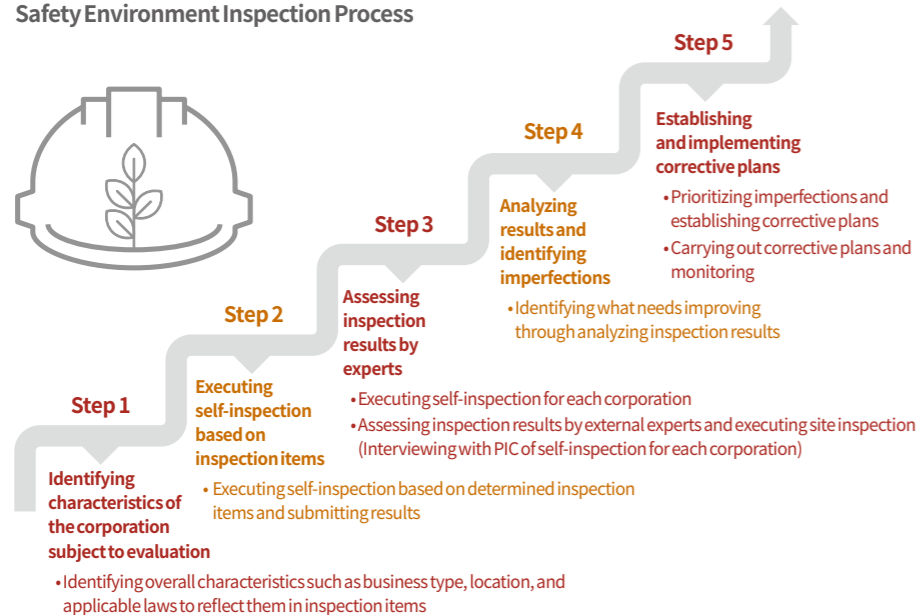 Safety Environment Inspection Process
Step 1
Identifying
characteristics of
the corporation
subject to evaluation
• Identifying overall characteristics such as business type, location, and
applicable laws to reflect them in inspection items
Step 2
Executing
self-inspection
based on
inspection items
• Executing self-inspection based on determined inspection
items and submitting results
Step 3
Assessing
inspection
results by
experts
• Executing self-inspection for each corporation
• Assessing inspection results by external experts and executing site inspection
(Interviewing with PIC of self-inspection for each corporation)
Step 4
Analyzing
results and
identifying
imperfections
• Identifying what needs improving
through analyzing inspection results
Step 5
Establishing
and implementing
corrective plans
• Prioritizing imperfections and
establishing corrective plans
• Carrying out corrective plans and
monitoring